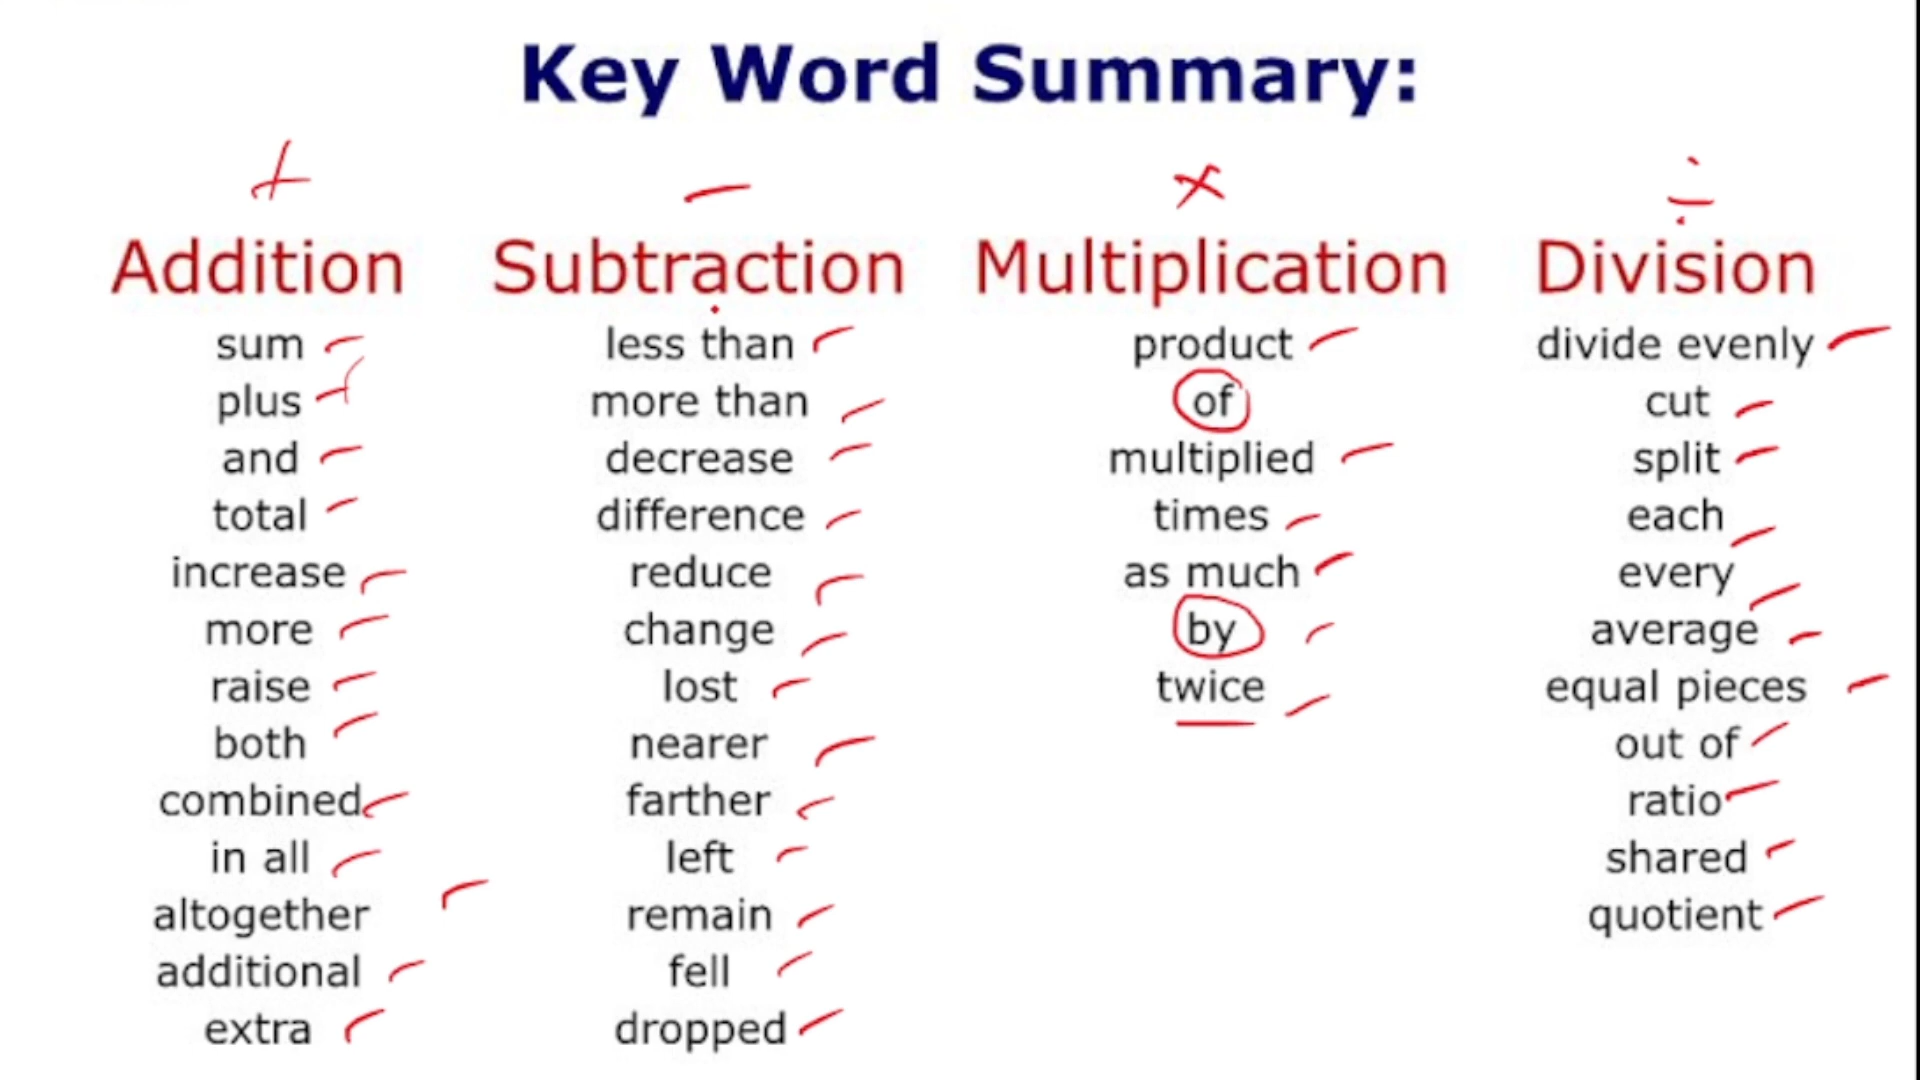 Key Word Summary:
+ − × ÷
Addition Subtraction Multiplication Division
sum less than product divide evenly
plus more than of cut
and decrease multiplied split
total difference times each
increase reduce as much every
more change by average
raise lost twice equal pieces
both nearer out of
combined farther ratio
in all left shared
altogether remain quotient
additional fell
extra dropped